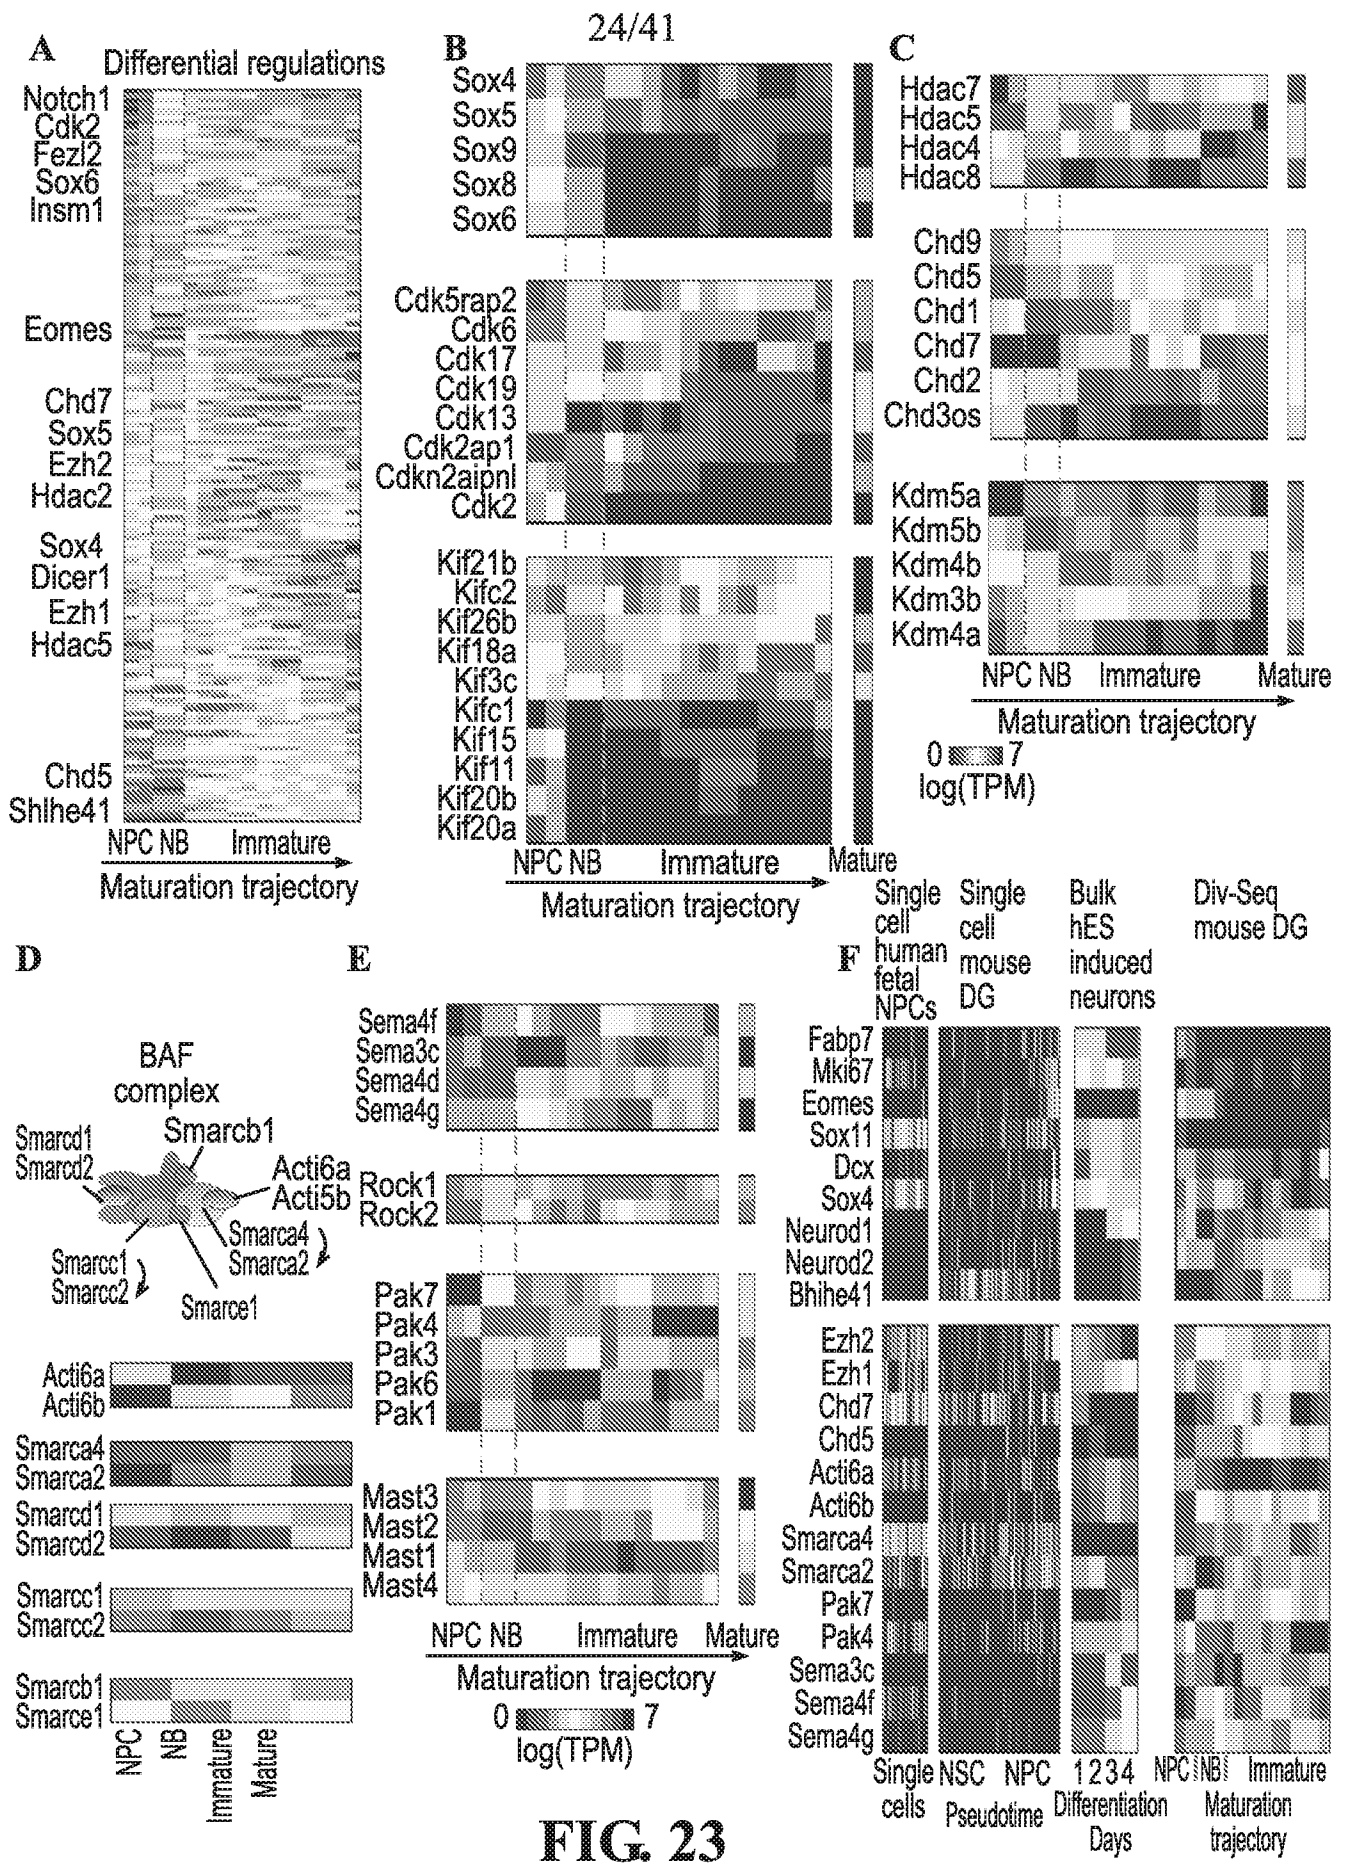 24/41
A
Differential regulations
Notch1
Cdk2
Fezl2
Sox6
Insm1
Eomes
Chd7
Sox5
Ezh2
Hdac2
Sox4
Dicer1
Ezh1
Hdac5
Chd5
Shlhe41
NPC NB Immature
Maturation trajectory
B
Sox4
Sox5
Sox9
Sox8
Sox6
Cdk5rap2
Cdk6
Cdk17
Cdk19
Cdk13
Cdk2ap1
Cdkn2aipnl
Cdk2
Kif21b
Kifc2
Kif26b
Kif18a
Kif3c
Kifc1
Kif15
Kif11
Kif20b
Kif20a
NPC NB Immature Mature
Maturation trajectory
C
Hdac7
Hdac5
Hdac4
Hdac8
Chd9
Chd5
Chd1
Chd7
Chd2
Chd3os
Kdm5a
Kdm5b
Kdm4b
Kdm3b
Kdm4a
NPC NB Immature Mature
Maturation trajectory
0 7
log(TPM)
D
BAF
complex
Smarcb1
Smarcd1
Smarcd2
Acti6a
Acti5b
Smarca4
Smarca2
Smarcc1
Smarcc2
Smarce1
Acti6a
Acti6b
Smarca4
Smarca2
Smarcd1
Smarcd2
Smarcc1
Smarcc2
Smarcb1
Smarce1
NPC
NB
Immature
Mature
E
Sema4f
Sema3c
Sema4d
Sema4g
Rock1
Rock2
Pak7
Pak4
Pak3
Pak6
Pak1
Mast3
Mast2
Mast1
Mast4
NPC NB Immature Mature
Maturation trajectory
0 7
log(TPM)
F
Single
cell
human
fetal
NPCs
Single
cell
mouse
DG
Bulk
hES
induced
neurons
Div-Seq
mouse DG
Fabp7
Mki67
Eomes
Sox11
Dcx
Sox4
Neurod1
Neurod2
Bhihe41
Ezh2
Ezh1
Chd7
Chd5
Acti6a
Acti6b
Smarca4
Smarca2
Pak7
Pak4
Sema3c
Sema4f
Sema4g
Single
cells
NSC NPC
Pseudotime
1 2 3 4
Differentiation
Days
NPC NB Immature
Maturation
trajectory
FIG. 23